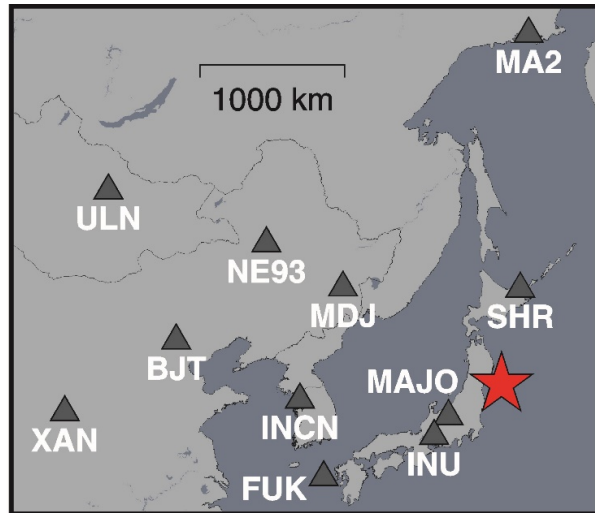 MA2
1000 km
ULN
NE93
MDJ
SHR
BJT
MAJO
XAN
INCN
INU
FUK